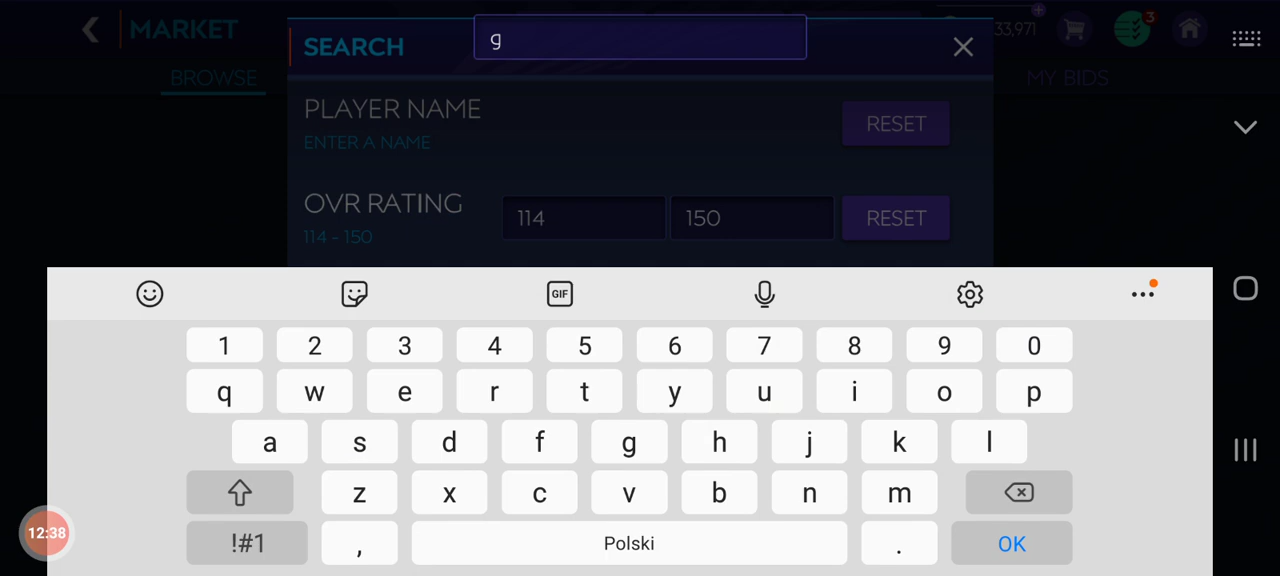 MARKET
SEARCH
g
33,971
3
BROWSE
MY BIDS
PLAYER NAME
ENTER A NAME
RESET
OVR RATING
114 - 150
114
150
RESET
GIF
1 2 3 4 5 6 7 8 9 0
q w e r t y u i o p
a s d f g h j k l
z x c v b n m
!#1 , Polski . OK
12:38